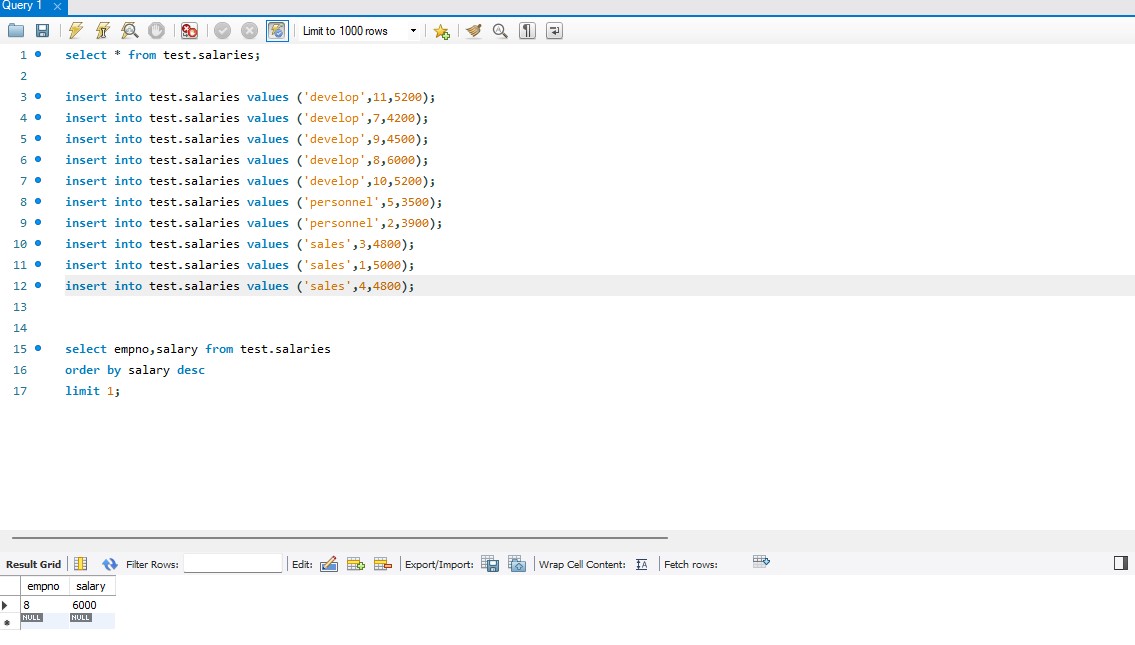 Query 1
Limit to 1000 rows
1 select * from test.salaries;
2
3 insert into test.salaries values ('develop',11,5200);
4 insert into test.salaries values ('develop',7,4200);
5 insert into test.salaries values ('develop',9,4500);
6 insert into test.salaries values ('develop',8,6000);
7 insert into test.salaries values ('develop',10,5200);
8 insert into test.salaries values ('personnel',5,3500);
9 insert into test.salaries values ('personnel',2,3900);
10 insert into test.salaries values ('sales',3,4800);
11 insert into test.salaries values ('sales',1,5000);
12 insert into test.salaries values ('sales',4,4800);
13
14
15 select empno,salary from test.salaries
16 order by salary desc
17 limit 1;
Result Grid Filter Rows: Edit: Export/Import: Wrap Cell Content: Fetch rows:
empno salary
8 6000
NULL NULL